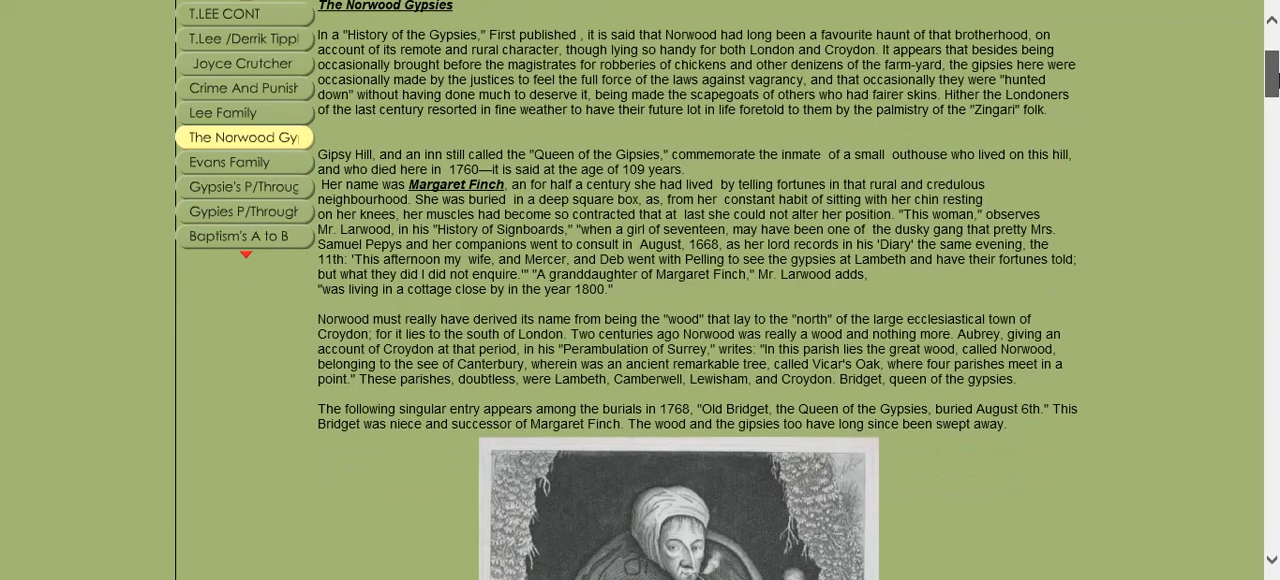 T.LEE CONT
T.Lee /Derrik Tippl
Joyce Crutcher
Crime And Punish
Lee Family
The Norwood Gy
Evans Family
Gypsie's P/Throug
Gypies P/Through
Baptism's A to B
The Norwood Gypsies
In a "History of the Gypsies," First published , it is said that Norwood had long been a favourite haunt of that brotherhood, on
account of its remote and rural character, though lying so handy for both London and Croydon. It appears that besides being
occasionally brought before the magistrates for robberies of chickens and other denizens of the farm-yard, the gipsies here were
occasionally made by the justices to feel the full force of the laws against vagrancy, and that occasionally they were "hunted
down" without having done much to deserve it, being made the scapegoats of others who had fairer skins. Hither the Londoners
of the last century resorted in fine weather to have their future lot in life foretold to them by the palmistry of the "Zingari" folk.
Gipsy Hill, and an inn still called the "Queen of the Gipsies," commemorate the inmate of a small outhouse who lived on this hill,
and who died here in 1760—it is said at the age of 109 years.
Her name was Margaret Finch, an for half a century she had lived by telling fortunes in that rural and credulous
neighbourhood. She was buried in a deep square box, as, from her constant habit of sitting with her chin resting
on her knees, her muscles had become so contracted that at last she could not alter her position. "This woman," observes
Mr. Larwood, in his "History of Signboards," "when a girl of seventeen, may have been one of the dusky gang that pretty Mrs.
Samuel Pepys and her companions went to consult in August, 1668, as her lord records in his 'Diary' the same evening, the
11th: 'This afternoon my wife, and Mercer, and Deb went with Pelling to see the gypsies at Lambeth and have their fortunes told;
but what they did I did not enquire.'" "A granddaughter of Margaret Finch," Mr. Larwood adds,
"was living in a cottage close by in the year 1800."
Norwood must really have derived its name from being the "wood" that lay to the "north" of the large ecclesiastical town of
Croydon; for it lies to the south of London. Two centuries ago Norwood was really a wood and nothing more. Aubrey, giving an
account of Croydon at that period, in his "Perambulation of Surrey," writes: "In this parish lies the great wood, called Norwood,
belonging to the see of Canterbury, wherein was an ancient remarkable tree, called Vicar's Oak, where four parishes meet in a
point." These parishes, doubtless, were Lambeth, Camberwell, Lewisham, and Croydon. Bridget, queen of the gypsies.
The following singular entry appears among the burials in 1768, "Old Bridget, the Queen of the Gypsies, buried August 6th." This
Bridget was niece and successor of Margaret Finch. The wood and the gipsies too have long since been swept away.